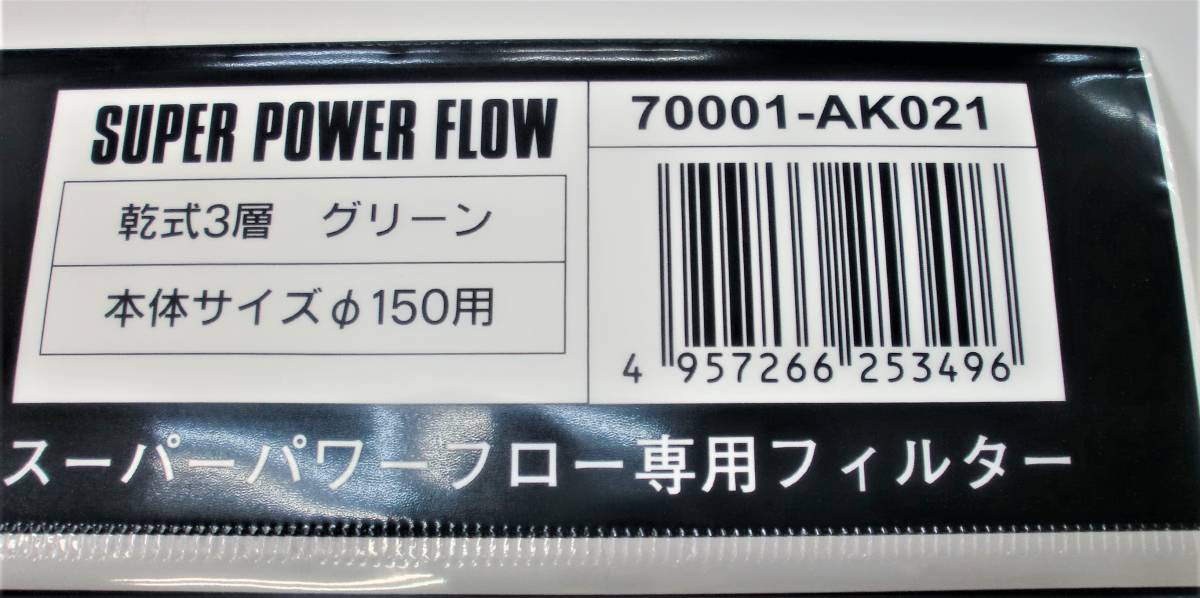 SUPER POWER FLOW
70001-AK021
乾式3層 グリーン
本体サイズφ150用
4 957266 253496
スーパーパワーフロー専用フィルター